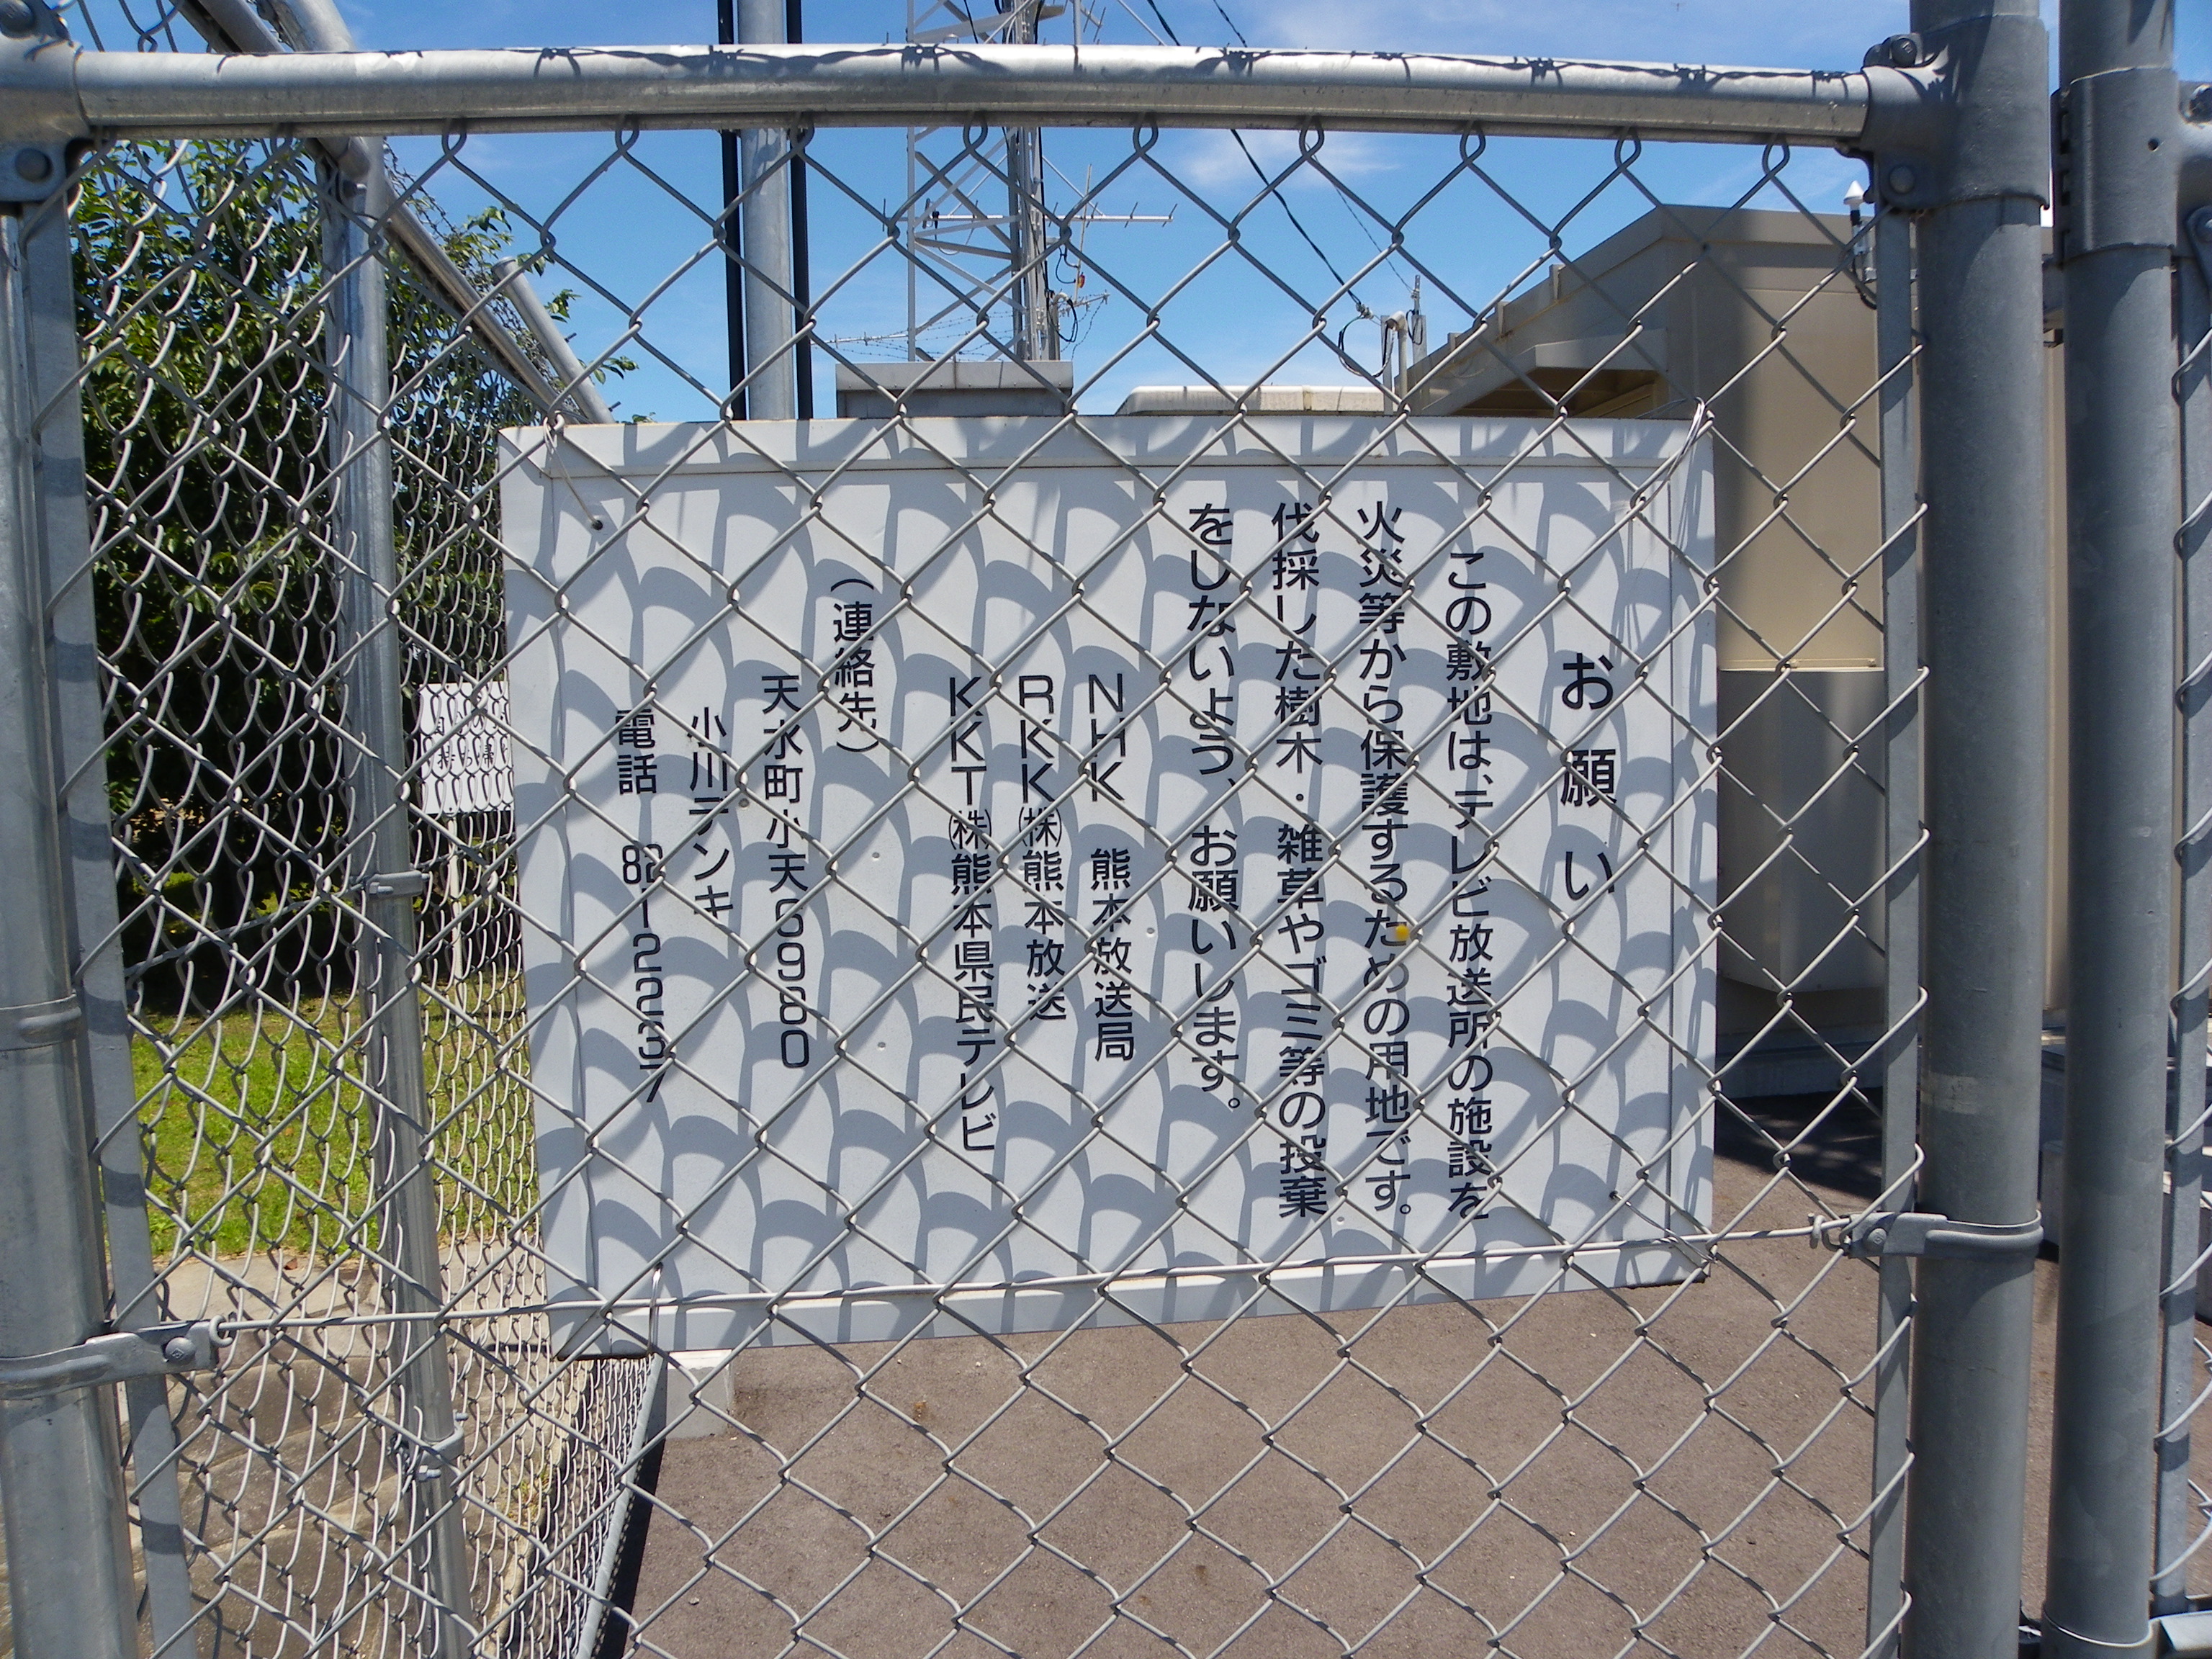 お願い
この敷地は、テレビ放送所の施設を
火災等から保護するための用地です。
伐採した樹木・雑草やゴミ等の投棄
をしないよう、お願いします。
NHK 熊本放送局
RKK㈱熊本放送
KKT㈱熊本県民テレビ
(連絡先)
天水町小天6960
小川デンキ
電話 82-2237